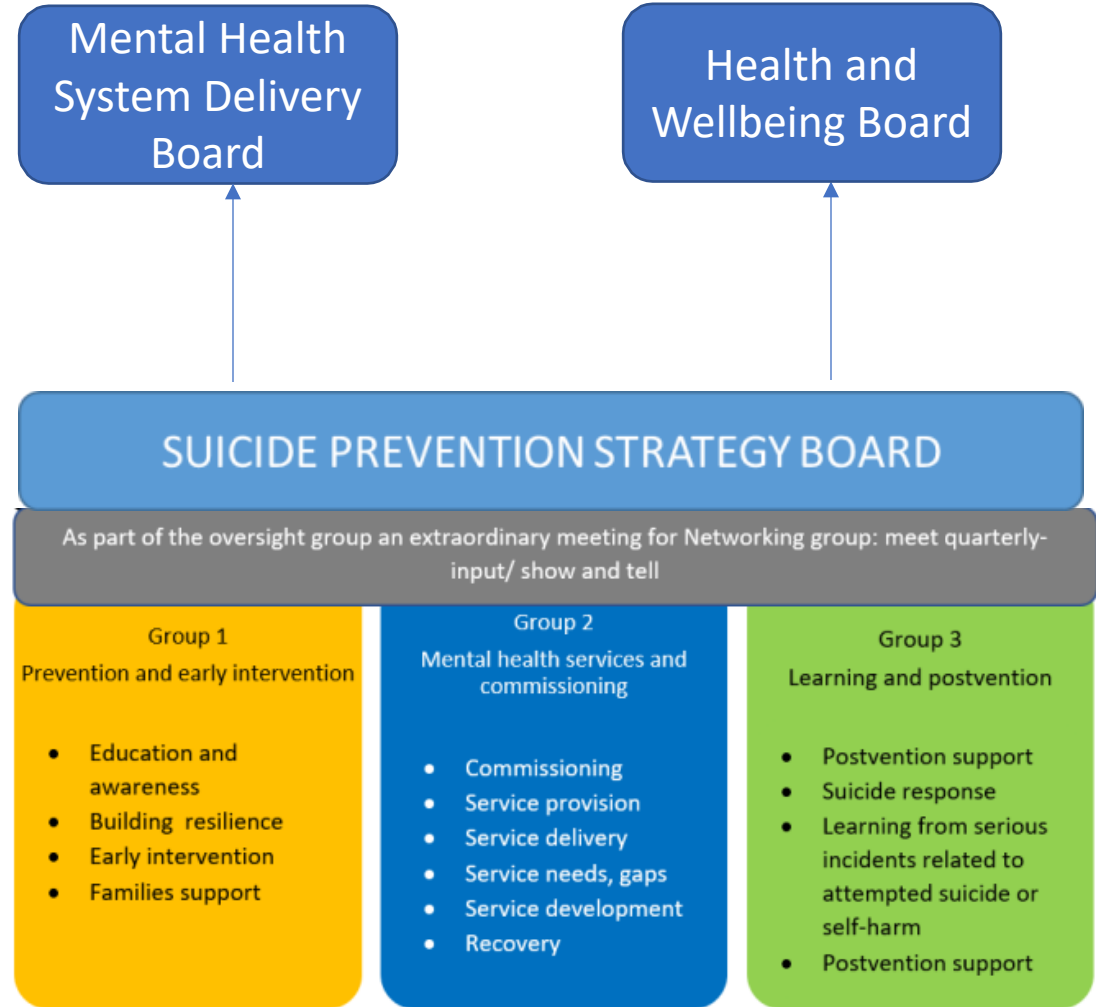 Mental Health
System Delivery
Board
Health and
Wellbeing Board
SUICIDE PREVENTION STRATEGY BOARD
As part of the oversight group an extraordinary meeting for Networking group: meet quarterly-
input/ show and tell
Group 1
Prevention and early intervention
• Education and
awareness
• Building resilience
• Early intervention
• Families support
Group 2
Mental health services and
commissioning
• Commissioning
• Service provision
• Service delivery
• Service needs, gaps
• Service development
• Recovery
Group 3
Learning and postvention
• Postvention support
• Suicide response
• Learning from serious
incidents related to
attempted suicide or
self-harm
• Postvention support